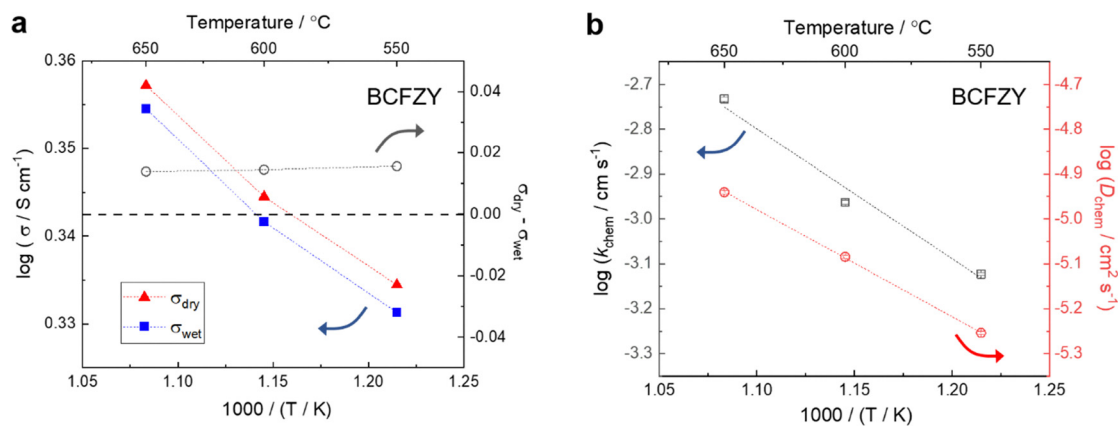 a
Temperature / °C
650 600 550
0.36
0.35
0.34
0.33
log ( σ / S cm⁻¹)
BCFZY
σdry
σwet
0.04
0.02
0.00
-0.02
-0.04
σdry - σwet
1.05 1.10 1.15 1.20 1.25
1000 / (T / K)
b
Temperature / °C
650 600 550
-2.7
-2.8
-2.9
-3.0
-3.1
-3.2
-3.3
log (kchem / cm s⁻¹)
BCFZY
-4.7
-4.8
-4.9
-5.0
-5.1
-5.2
-5.3
log (Dchem / cm² s⁻¹)
1.05 1.10 1.15 1.20 1.25
1000 / (T / K)